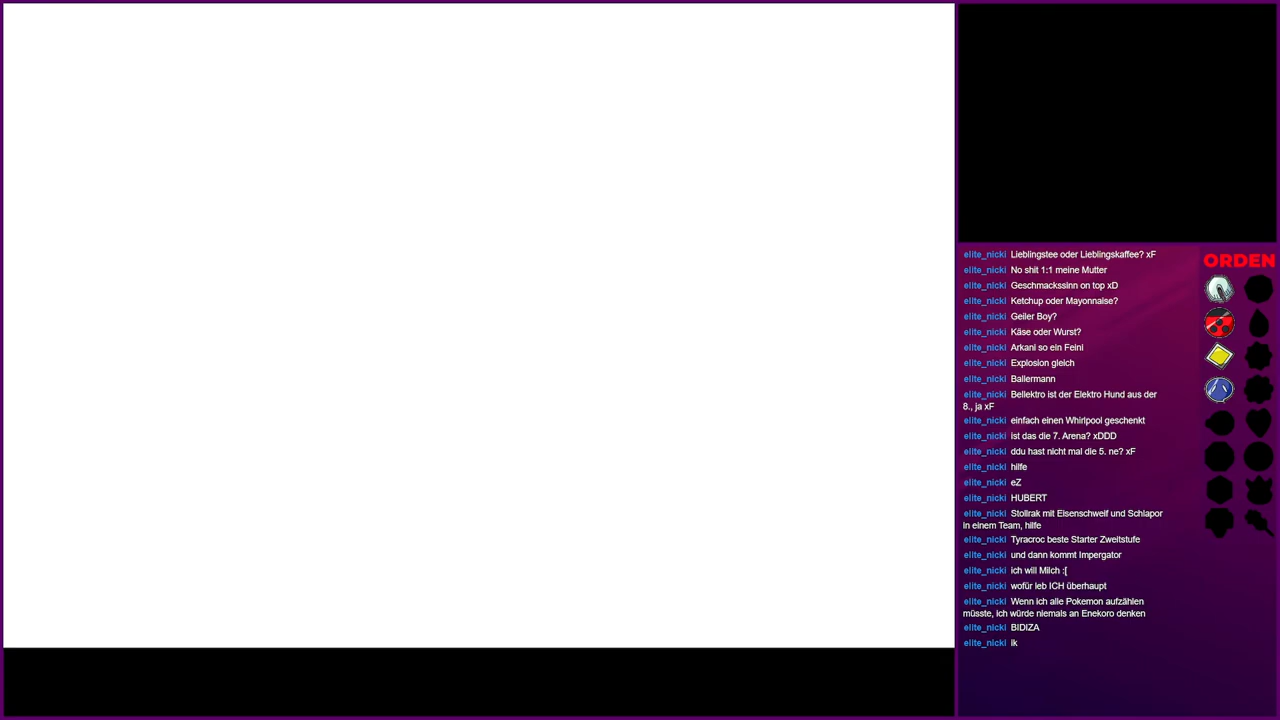 elite_nicki Lieblingstee oder Lieblingskaffee? xF
ORDEN
elite_nicki No shit 1:1 meine Mutter
elite_nicki Geschmackssinn on top xD
elite_nicki Ketchup oder Mayonnaise?
elite_nicki Geiler Boy?
elite_nicki Käse oder Wurst?
elite_nicki Arkani so ein Feini
elite_nicki Explosion gleich
elite_nicki Ballermann
elite_nicki Bellektro ist der Elektro Hund aus der
8., ja xF
elite_nicki einfach einen Whirlpool geschenkt
elite_nicki ist das die 7. Arena? xDDD
elite_nicki ddu hast nicht mal die 5. ne? xF
elite_nicki hilfe
elite_nicki eZ
elite_nicki HUBERT
elite_nicki Stollrak mit Eisenschweif und Schlapor
in einem Team, hilfe
elite_nicki Tyracroc beste Starter Zweitstufe
elite_nicki und dann kommt Impergator
elite_nicki ich will Milch :[
elite_nicki wofür leb ICH überhaupt
elite_nicki Wenn ich alle Pokemon aufzählen
müsste, ich würde niemals an Enekoro denken
elite_nicki BIDIZA
elite_nicki ik